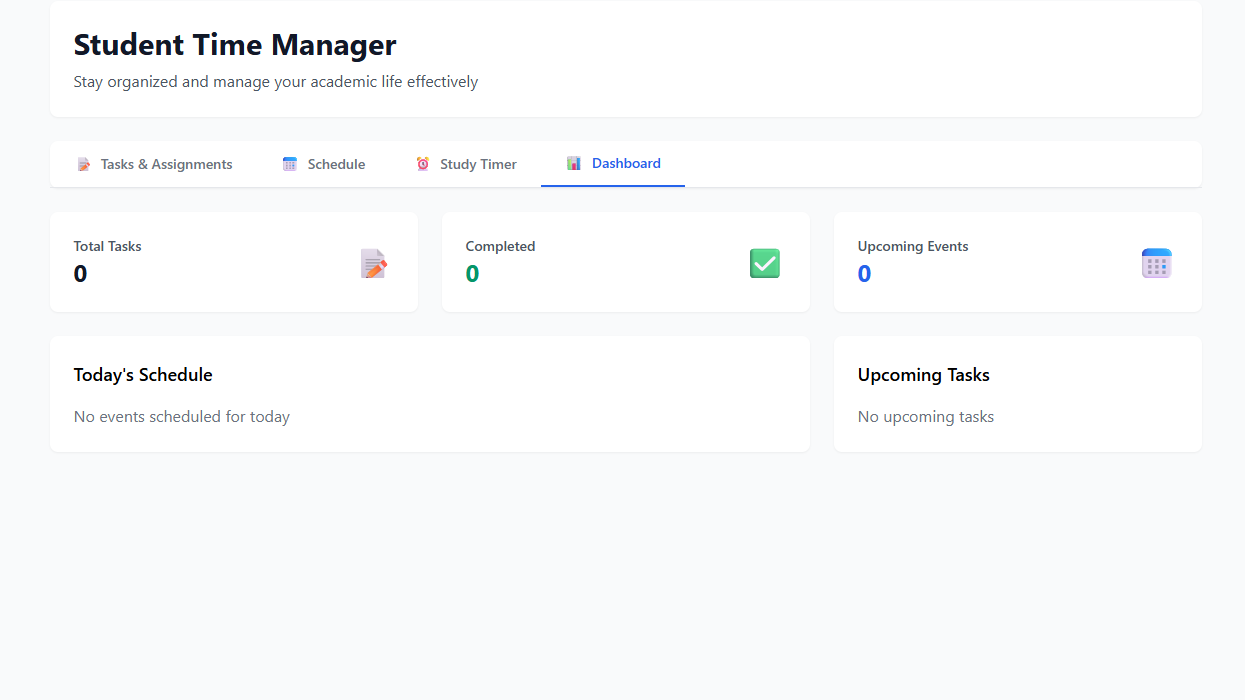 Student Time Manager
Stay organized and manage your academic life effectively
Tasks & Assignments
Schedule
Study Timer
Dashboard
Total Tasks
0
Completed
0
Upcoming Events
0
Today's Schedule
No events scheduled for today
Upcoming Tasks
No upcoming tasks